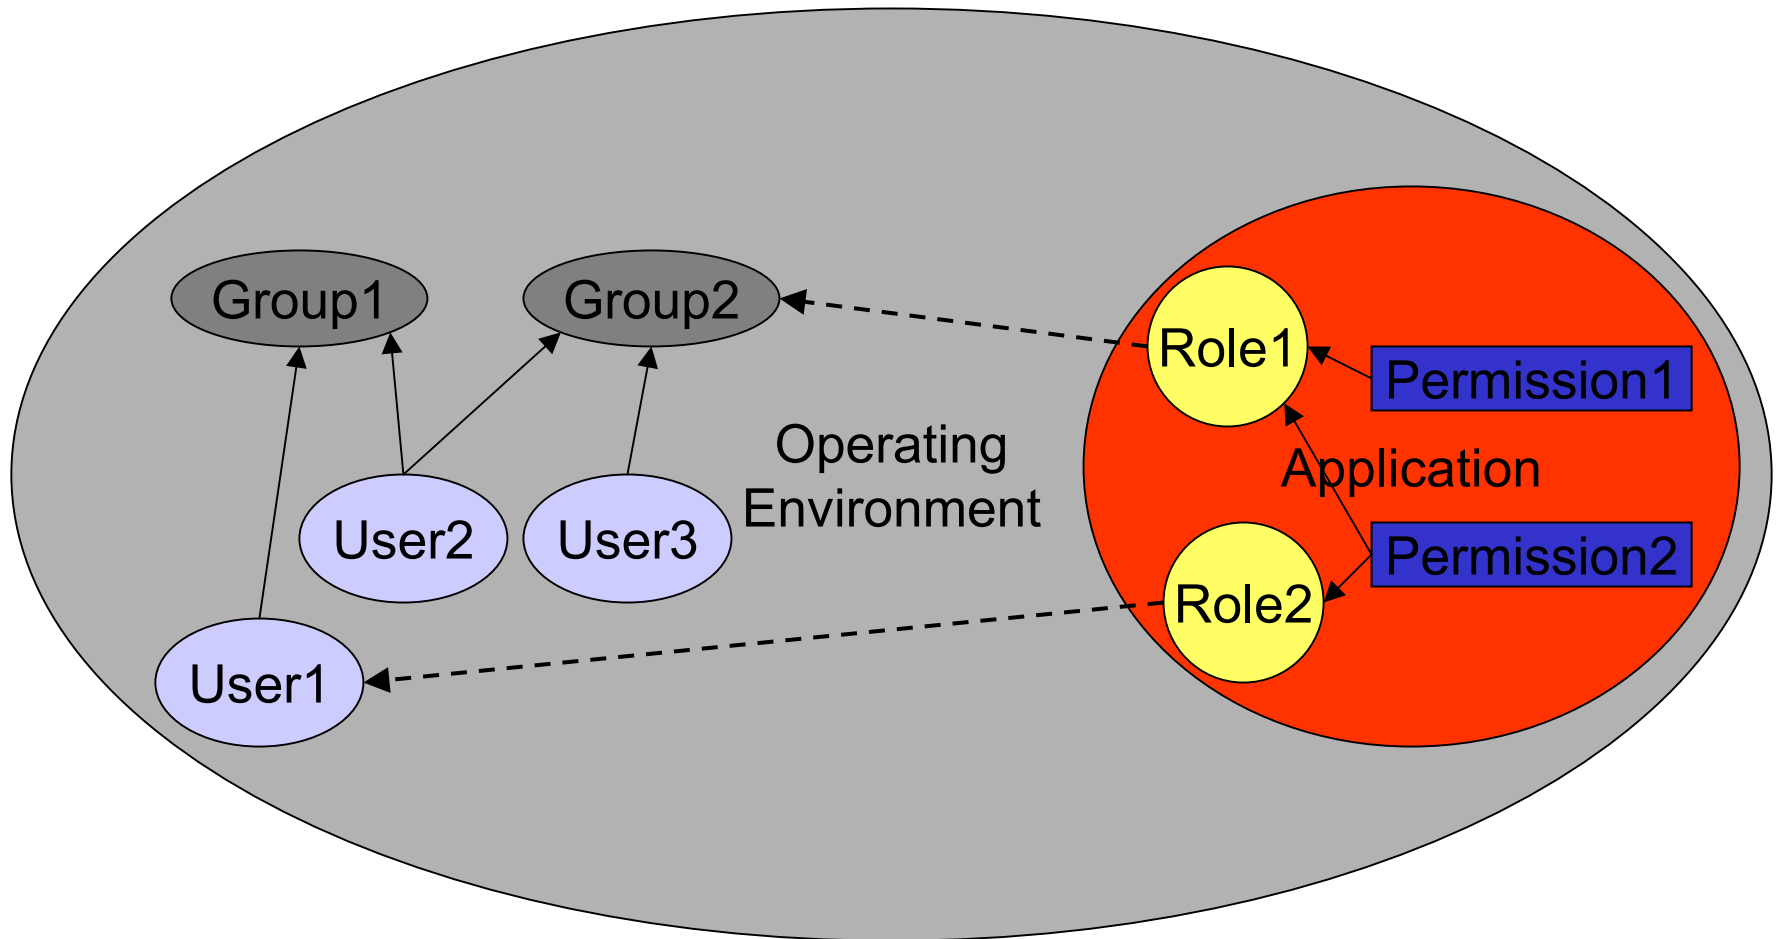 Group1
Group2
Role1
Permission1
Operating
Environment
Application
User2
User3
Permission2
Role2
User1